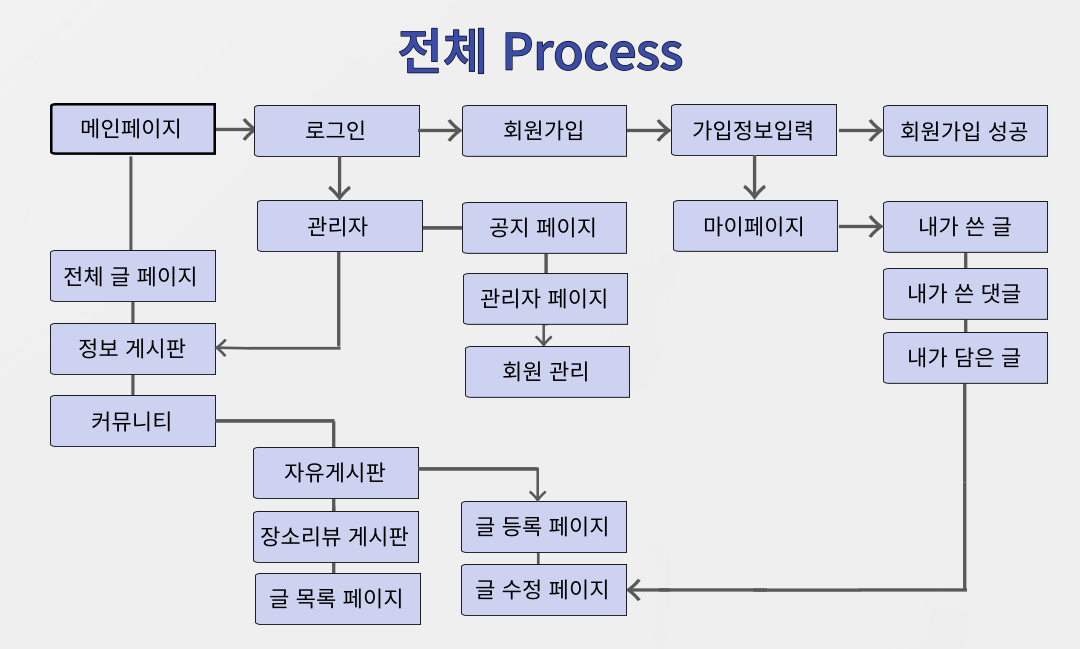 전체 Process
메인페이지
로그인
회원가입
가입정보입력
회원가입 성공
관리자
공지 페이지
마이페이지
내가 쓴 글
전체 글 페이지
관리자 페이지
내가 쓴 댓글
정보 게시판
회원 관리
내가 담은 글
커뮤니티
자유게시판
장소리뷰 게시판
글 등록 페이지
글 목록 페이지
글 수정 페이지